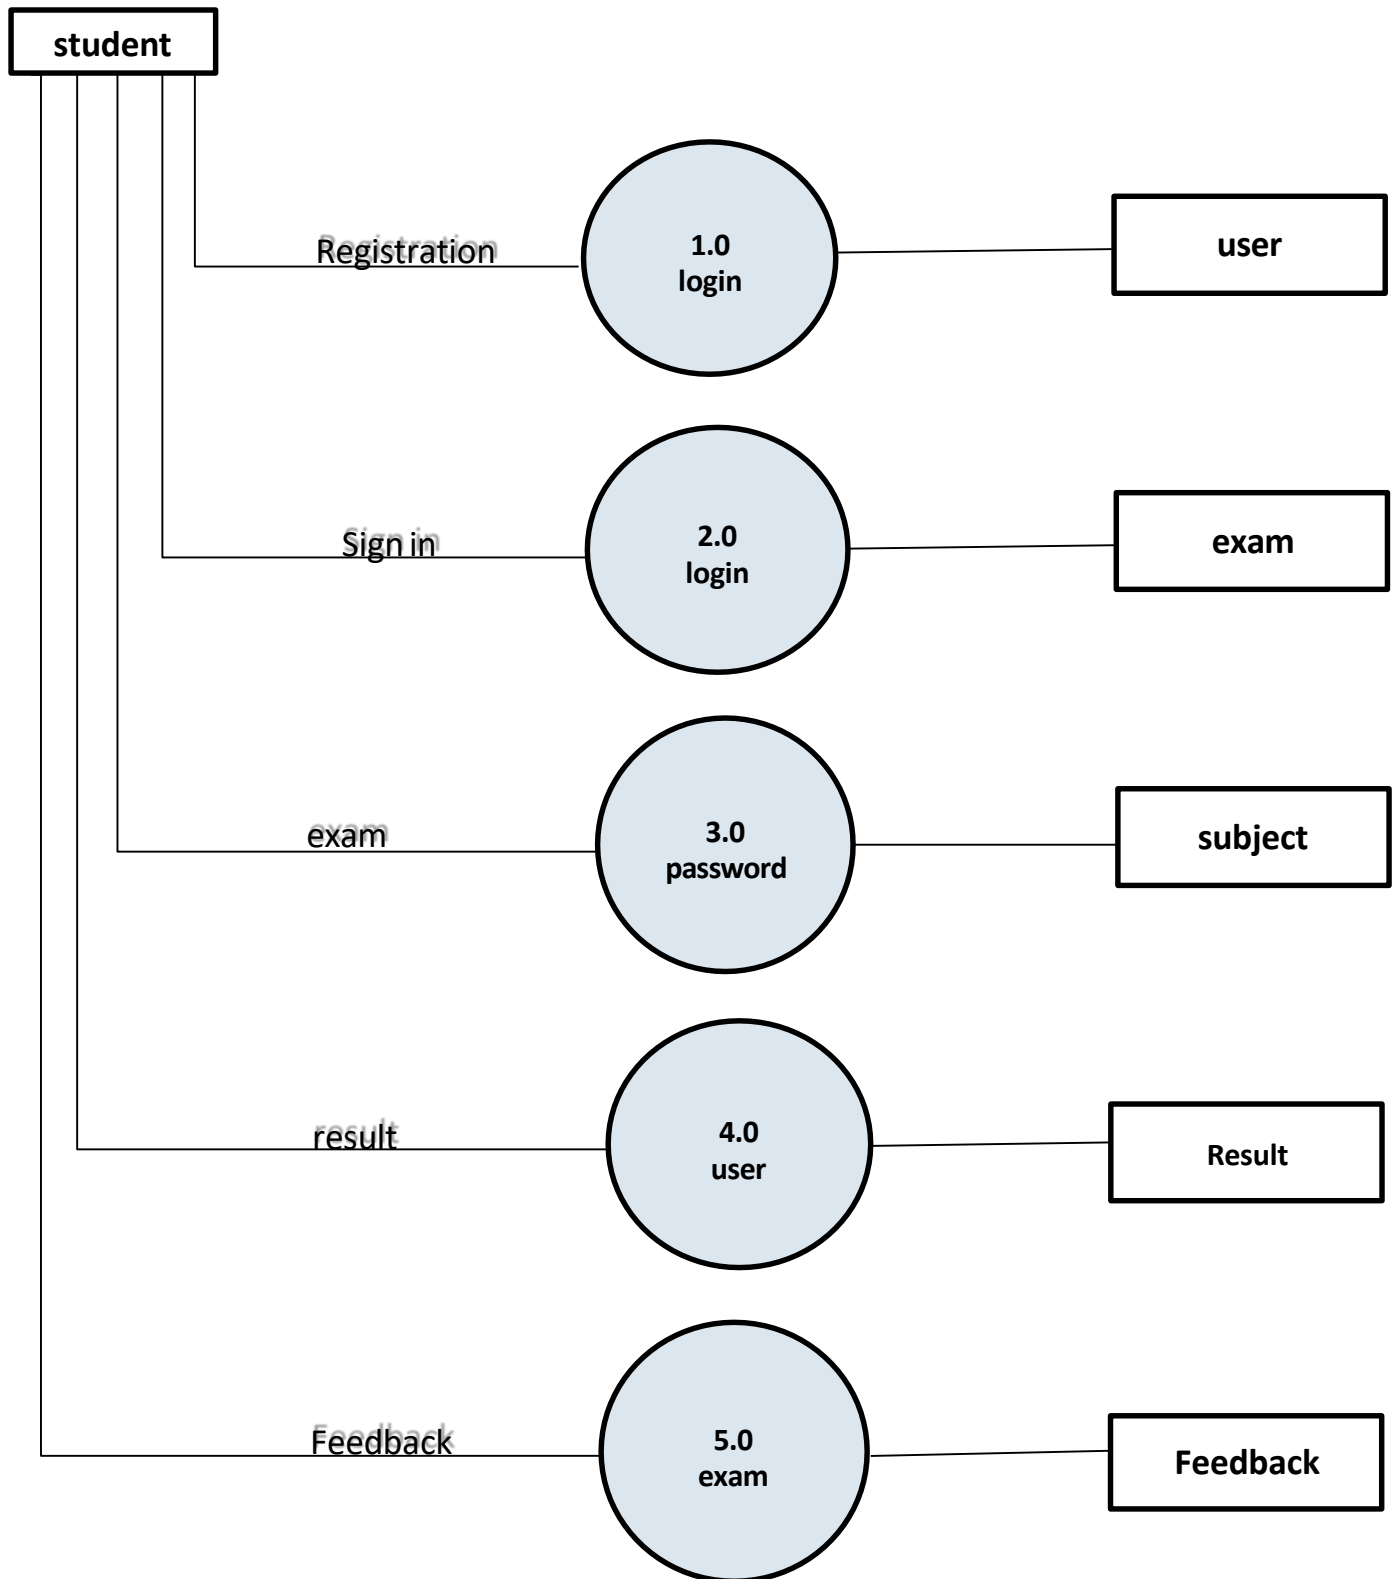 student
Registration
1.0
login
user
Sign in
2.0
login
exam
exam
3.0
password
subject
result
4.0
user
Result
Feedback
5.0
exam
Feedback